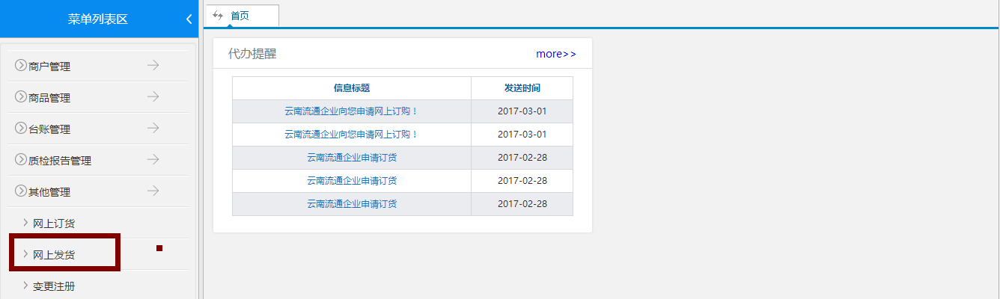 菜单列表区
商户管理
商品管理
台账管理
质检报告管理
其他管理
网上订货
网上发货
变更注册
首页
代办提醒 more>>
信息标题 发送时间
云南流通企业向您申请网上订购！ 2017-03-01
云南流通企业向您申请网上订购！ 2017-03-01
云南流通企业申请订货 2017-02-28
云南流通企业申请订货 2017-02-28
云南流通企业申请订货 2017-02-28